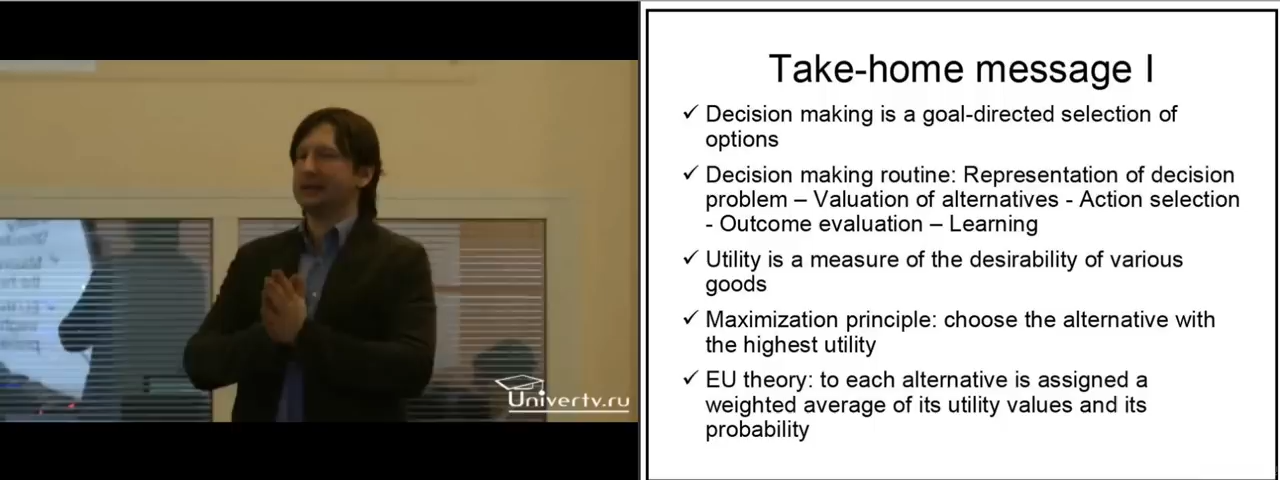 Take-home message I
✓ Decision making is a goal-directed selection of
options
✓ Decision making routine: Representation of decision
problem – Valuation of alternatives - Action selection
- Outcome evaluation – Learning
✓ Utility is a measure of the desirability of various
goods
✓ Maximization principle: choose the alternative with
the highest utility
✓ EU theory: to each alternative is assigned a
weighted average of its utility values and its
probability
Univertv.ru